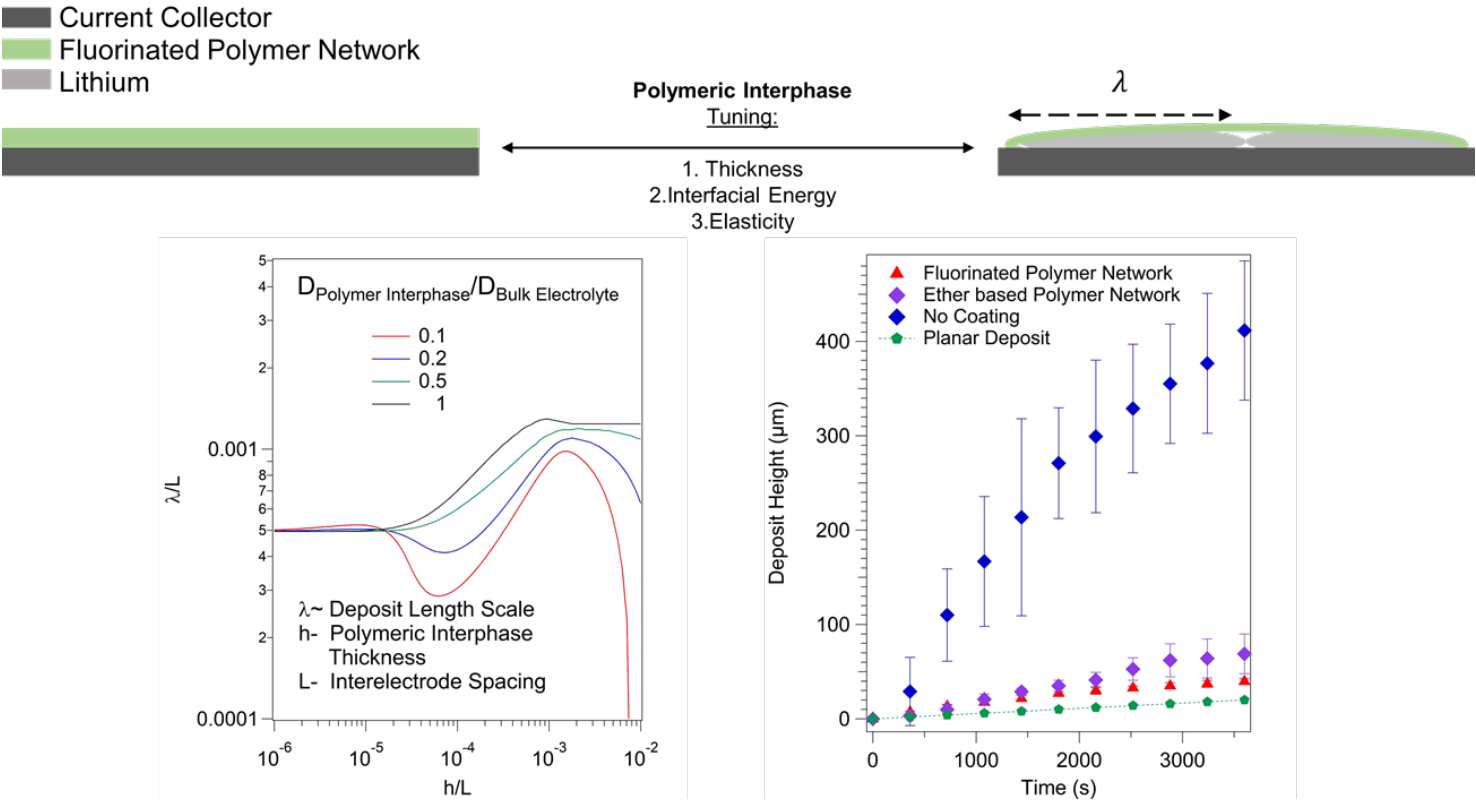 Current Collector
Fluorinated Polymer Network
Lithium
Polymeric Interphase
Tuning:
1. Thickness
2.Interfacial Energy
3.Elasticity
λ
D Polymer Interphase/D Bulk Electrolyte
0.1
0.2
0.5
1
5
4
3
2
0.001
8
7
6
5
4
3
2
0.0001
λ/L
λ~ Deposit Length Scale
h- Polymeric Interphase
Thickness
L- Interelectrode Spacing
10⁻⁶ 10⁻⁵ 10⁻⁴ 10⁻³ 10⁻²
h/L
Fluorinated Polymer Network
Ether based Polymer Network
No Coating
Planar Deposit
400
300
200
100
0
Deposit Height (µm)
0 1000 2000 3000
Time (s)